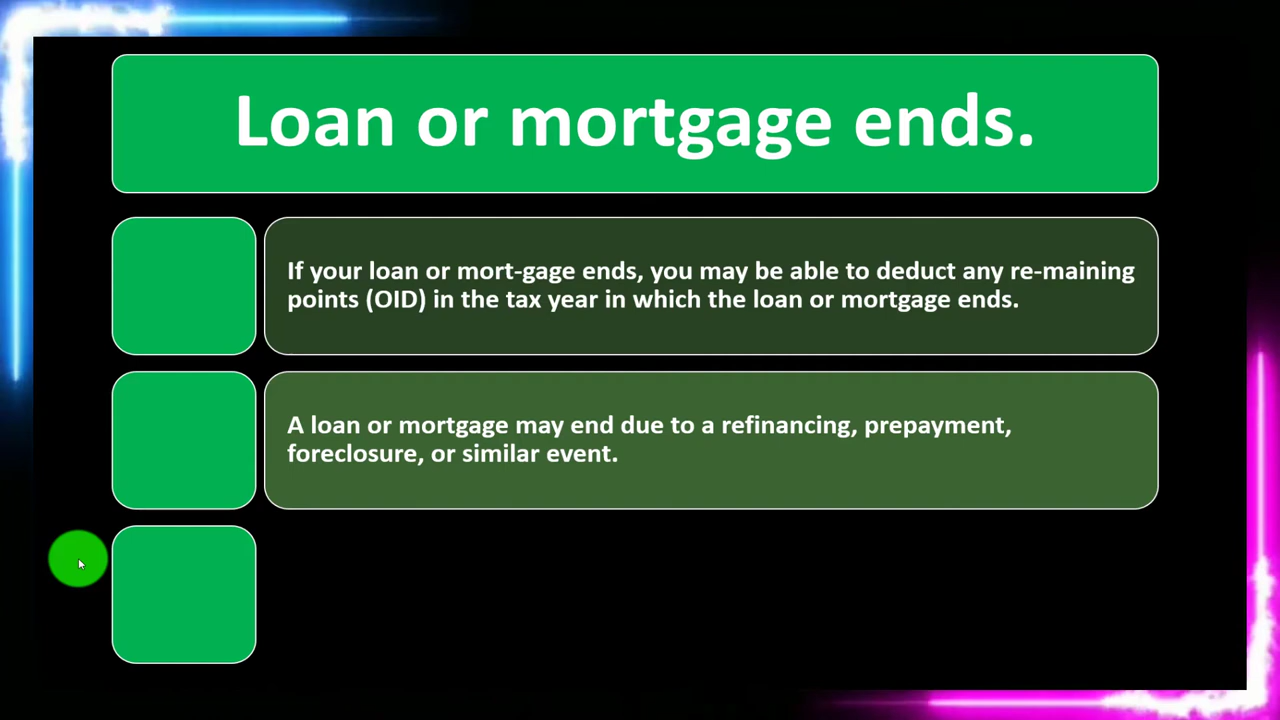 Loan or mortgage ends.
If your loan or mort-gage ends, you may be able to deduct any re-maining
points (OID) in the tax year in which the loan or mortgage ends.
A loan or mortgage may end due to a refinancing, prepayment,
foreclosure, or similar event.